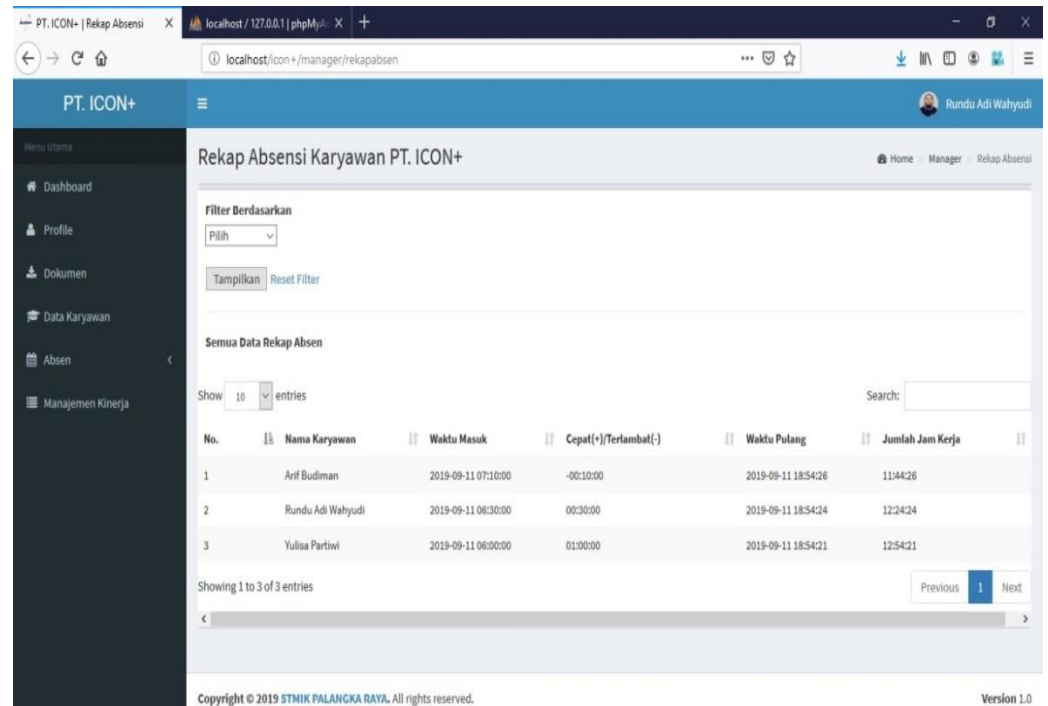 PT. ICON+ | Rekap Absensi X localhost / 127.0.0.1 | phpMyAd X +
localhost/icon+/manager/rekapabsen
PT. ICON+ Rundu Adi Wahyudi
Menu Utama
Dashboard
Profile
Dokumen
Data Karyawan
Absen
Manajemen Kinerja
Rekap Absensi Karyawan PT. ICON+
Home > Manager > Rekap Absensi
Filter Berdasarkan
Pilih
Tampilkan Reset Filter
Semua Data Rekap Absen
Show 10 entries Search:
No. Nama Karyawan Waktu Masuk Cepat(+)/Terlambat(-) Waktu Pulang Jumlah Jam Kerja
1 Arif Budiman 2019-09-11 07:10:00 -00:10:00 2019-09-11 18:54:26 11:44:26
2 Rundu Adi Wahyudi 2019-09-11 06:30:00 00:30:00 2019-09-11 18:54:24 12:24:24
3 Yulisa Partiwi 2019-09-11 06:00:00 01:00:00 2019-09-11 18:54:21 12:54:21
Showing 1 to 3 of 3 entries
Previous 1 Next
Copyright © 2019 STMIK PALANGKA RAYA. All rights reserved. Version 1.0